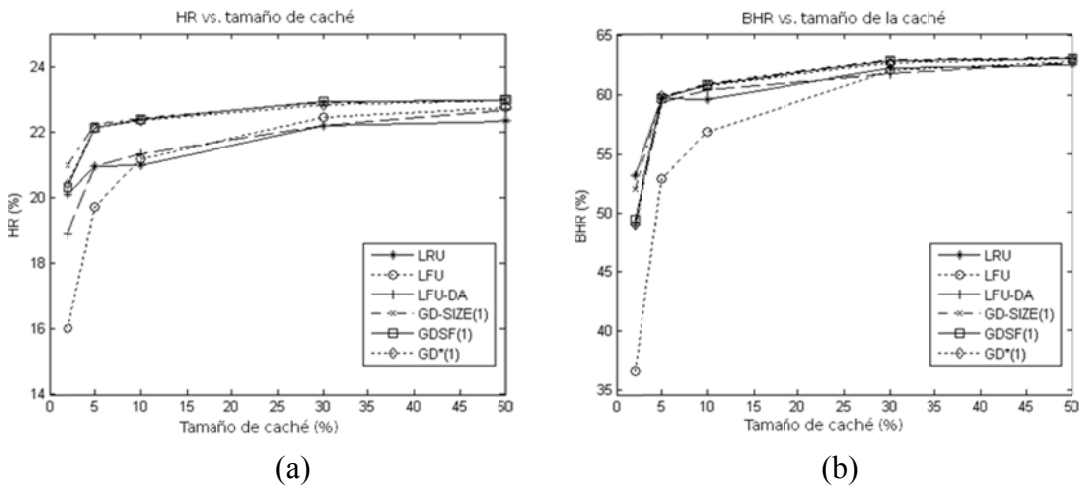 HR vs. tamaño de caché
24
22
20
18
16
14
HR (%)
0 5 10 15 20 25 30 35 40 45 50
Tamaño de caché (%)
LRU
LFU
LFU-DA
GD-SIZE(1)
GDSF(1)
GD*(1)
(a)
BHR vs. tamaño de la caché
65
60
55
50
45
40
35
BHR (%)
0 5 10 15 20 25 30 35 40 45 50
Tamaño de caché (%)
LRU
LFU
LFU-DA
GD-SIZE(1)
GDSF(1)
GD*(1)
(b)